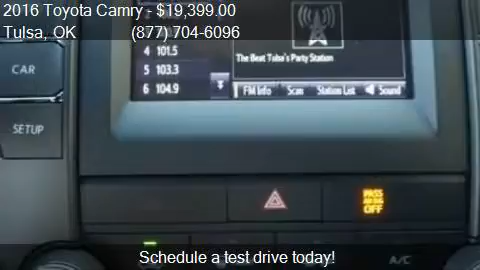 2016 Toyota Camry - $19,399.00
Tulsa, OK (877) 704-6096
4 101.5
5 103.3
6 104.9
The Beat Tulsa's Party Station
FM Info Scan Station List Sound
CAR
SETUP
PASS
AIR BAG
OFF
A/C
Schedule a test drive today!